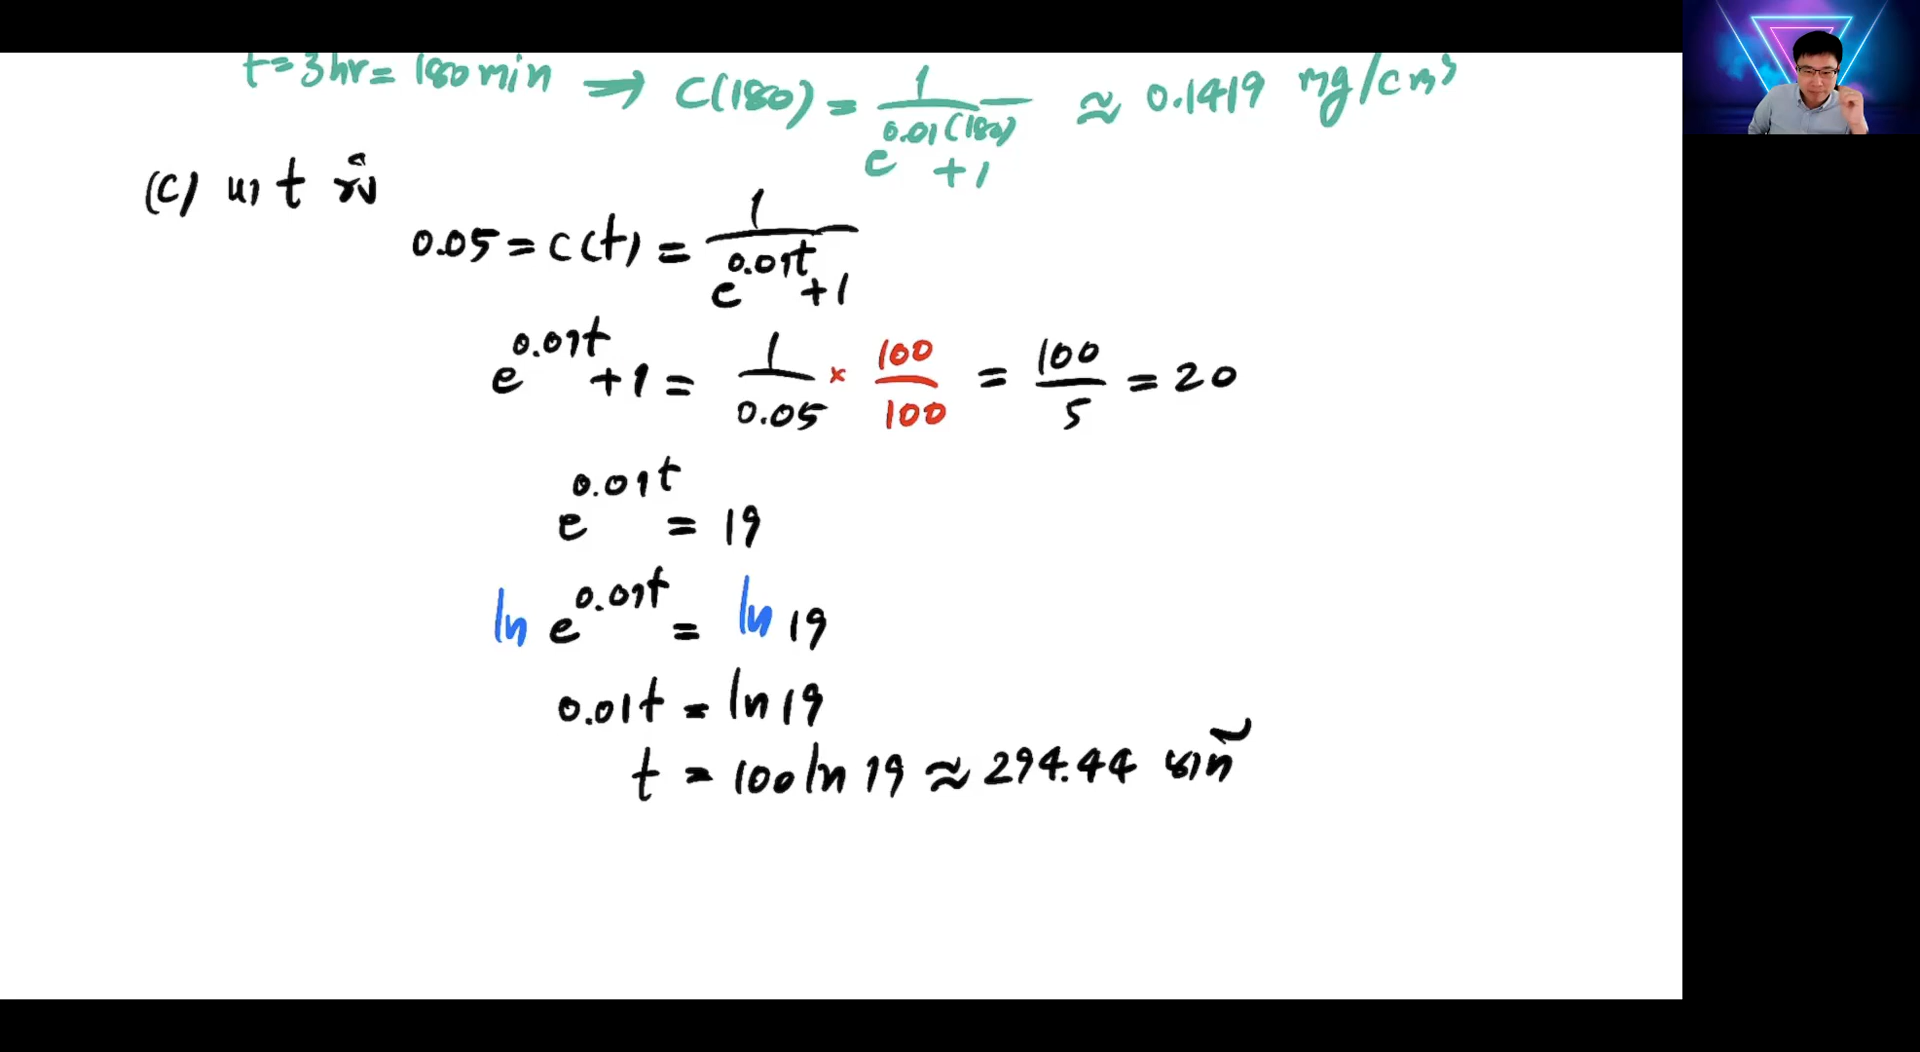 t = 3hr = 180 min ⟹ C(180) = 1 / (e^{0.01(180)} + 1) ≈ 0.1419 mg/cm³
(C) หา t ซึ่ง
0.05 = C(t) = 1 / (e^{0.01t} + 1)
e^{0.01t} + 1 = 1/0.05 × 100/100 = 100/5 = 20
e^{0.01t} = 19
ln e^{0.01t} = ln 19
0.01t = ln 19
t = 100 ln 19 ≈ 294.44 นาที